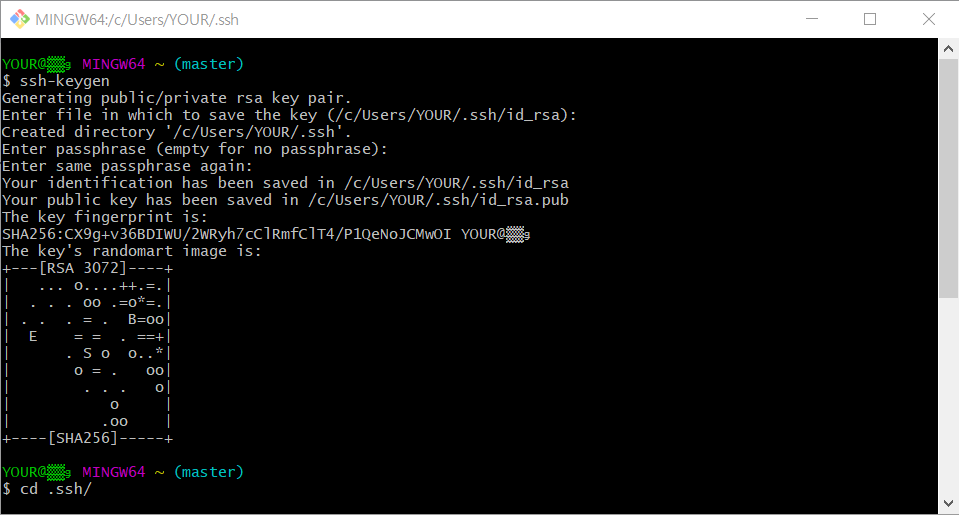 MINGW64:/c/Users/YOUR/.ssh
YOUR@▒▒ MINGW64 ~ (master)
$ ssh-keygen
Generating public/private rsa key pair.
Enter file in which to save the key (/c/Users/YOUR/.ssh/id_rsa):
Created directory '/c/Users/YOUR/.ssh'.
Enter passphrase (empty for no passphrase):
Enter same passphrase again:
Your identification has been saved in /c/Users/YOUR/.ssh/id_rsa
Your public key has been saved in /c/Users/YOUR/.ssh/id_rsa.pub
The key fingerprint is:
SHA256:CX9g+v36BDIWU/2WRyh7cClRmfClT4/P1QeNoJCMwOI YOUR@▒▒
The key's randomart image is:
+---[RSA 3072]----+
|   ... o....++.=.|
|  . . . oo .=o*=.|
| . .  . = .  B=oo|
|  E    = =  . ==+|
|      . S o  o..*|
|       o = .   oo|
|        . . .   o|
|           o     |
|          .oo    |
+----[SHA256]-----+
YOUR@▒▒ MINGW64 ~ (master)
$ cd .ssh/